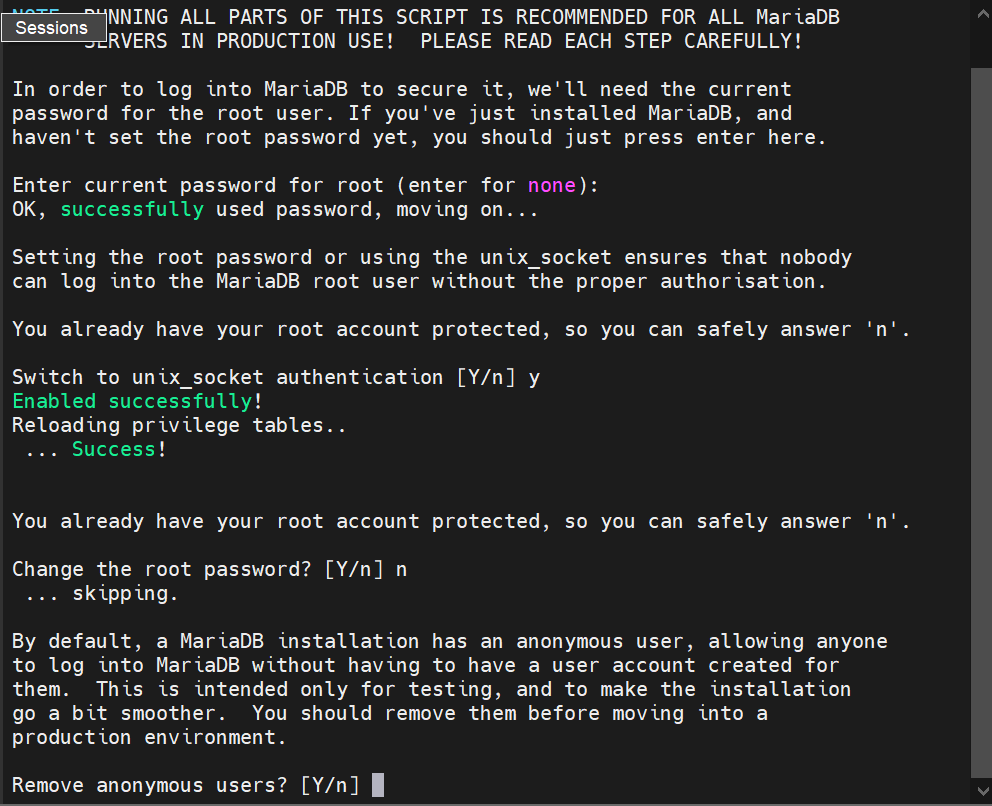 RUNNING ALL PARTS OF THIS SCRIPT IS RECOMMENDED FOR ALL MariaDB
Sessions
SERVERS IN PRODUCTION USE!  PLEASE READ EACH STEP CAREFULLY!
In order to log into MariaDB to secure it, we'll need the current
password for the root user. If you've just installed MariaDB, and
haven't set the root password yet, you should just press enter here.
Enter current password for root (enter for none):
OK, successfully used password, moving on...
Setting the root password or using the unix_socket ensures that nobody
can log into the MariaDB root user without the proper authorisation.
You already have your root account protected, so you can safely answer 'n'.
Switch to unix_socket authentication [Y/n] y
Enabled successfully!
Reloading privilege tables..
... Success!
You already have your root account protected, so you can safely answer 'n'.
Change the root password? [Y/n] n
... skipping.
By default, a MariaDB installation has an anonymous user, allowing anyone
to log into MariaDB without having to have a user account created for
them.  This is intended only for testing, and to make the installation
go a bit smoother.  You should remove them before moving into a
production environment.
Remove anonymous users? [Y/n]